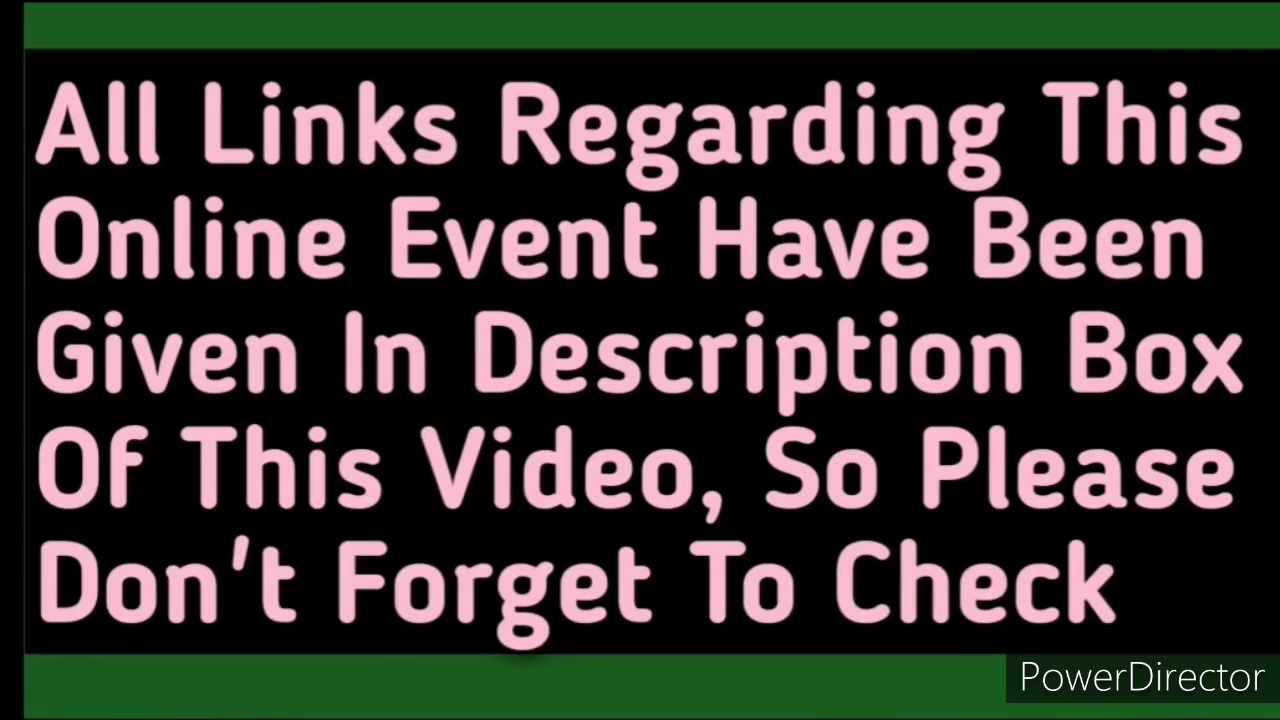 All Links Regarding This
Online Event Have Been
Given In Description Box
Of This Video, So Please
Don't Forget To Check
PowerDirector